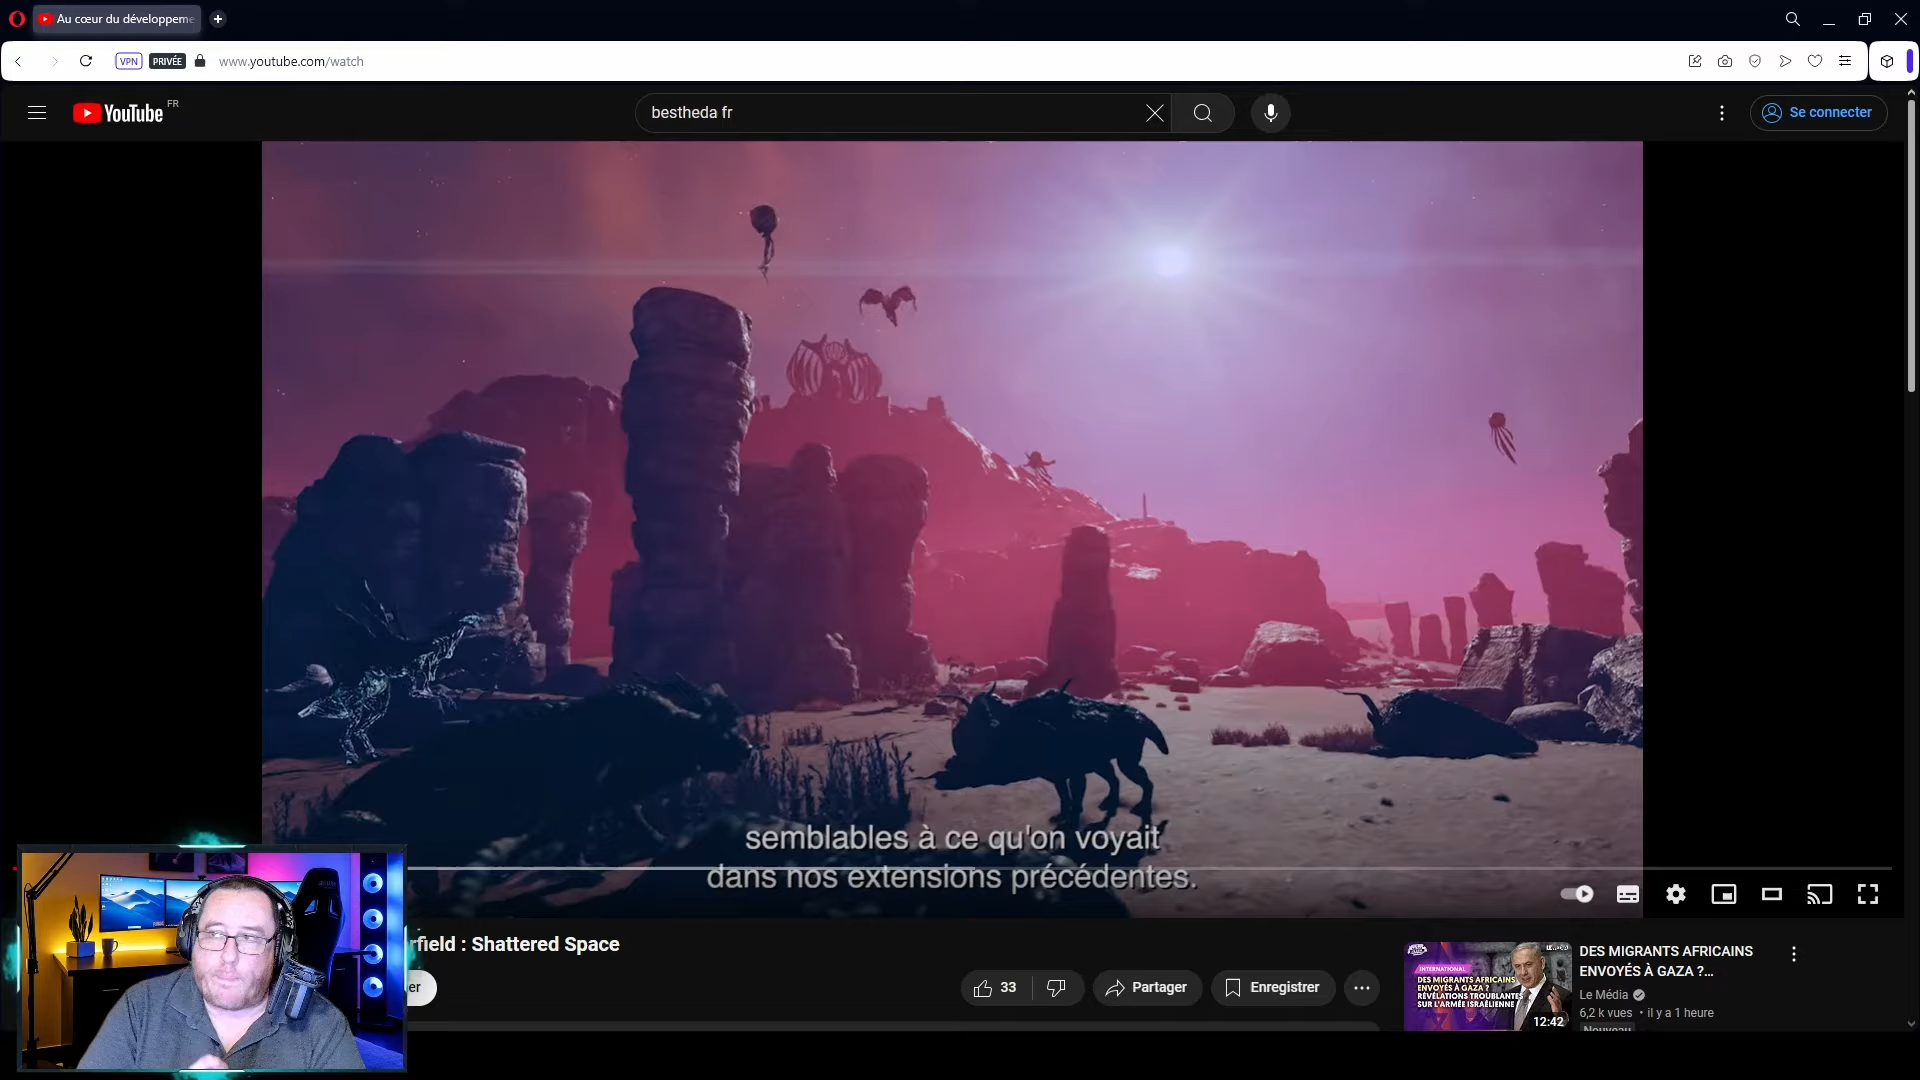 Au cœur du développeme
VPN
PRIVÉE
www.youtube.com/watch
YouTube FR
bestheda fr
Se connecter
semblables à ce qu'on voyait
dans nos extensions précédentes.
rfield : Shattered Space
er
33
Partager
Enregistrer
INTERNATIONAL
DES MIGRANTS AFRICAINS
ENVOYÉS À GAZA ?
RÉVÉLATIONS TROUBLANTES
SUR L'ARMÉE ISRAÉLIENNE
12:42
DES MIGRANTS AFRICAINS
ENVOYÉS À GAZA ?...
Le Média
6,2 k vues • il y a 1 heure
Nouveau